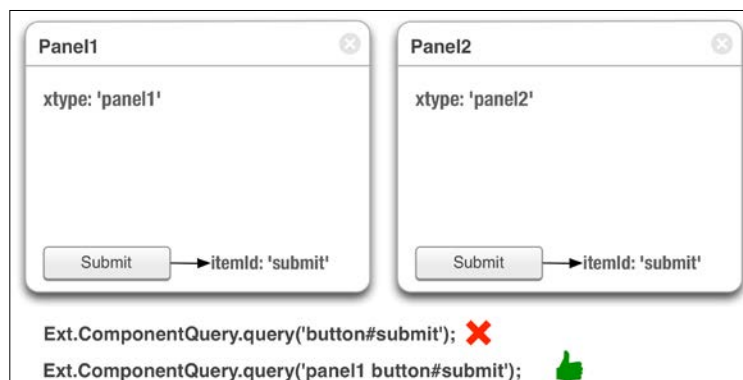 Panel1
xtype: 'panel1'
Submit itemId: 'submit'
Panel2
xtype: 'panel2'
Submit itemId: 'submit'
Ext.ComponentQuery.query('button#submit');
Ext.ComponentQuery.query('panel1 button#submit');